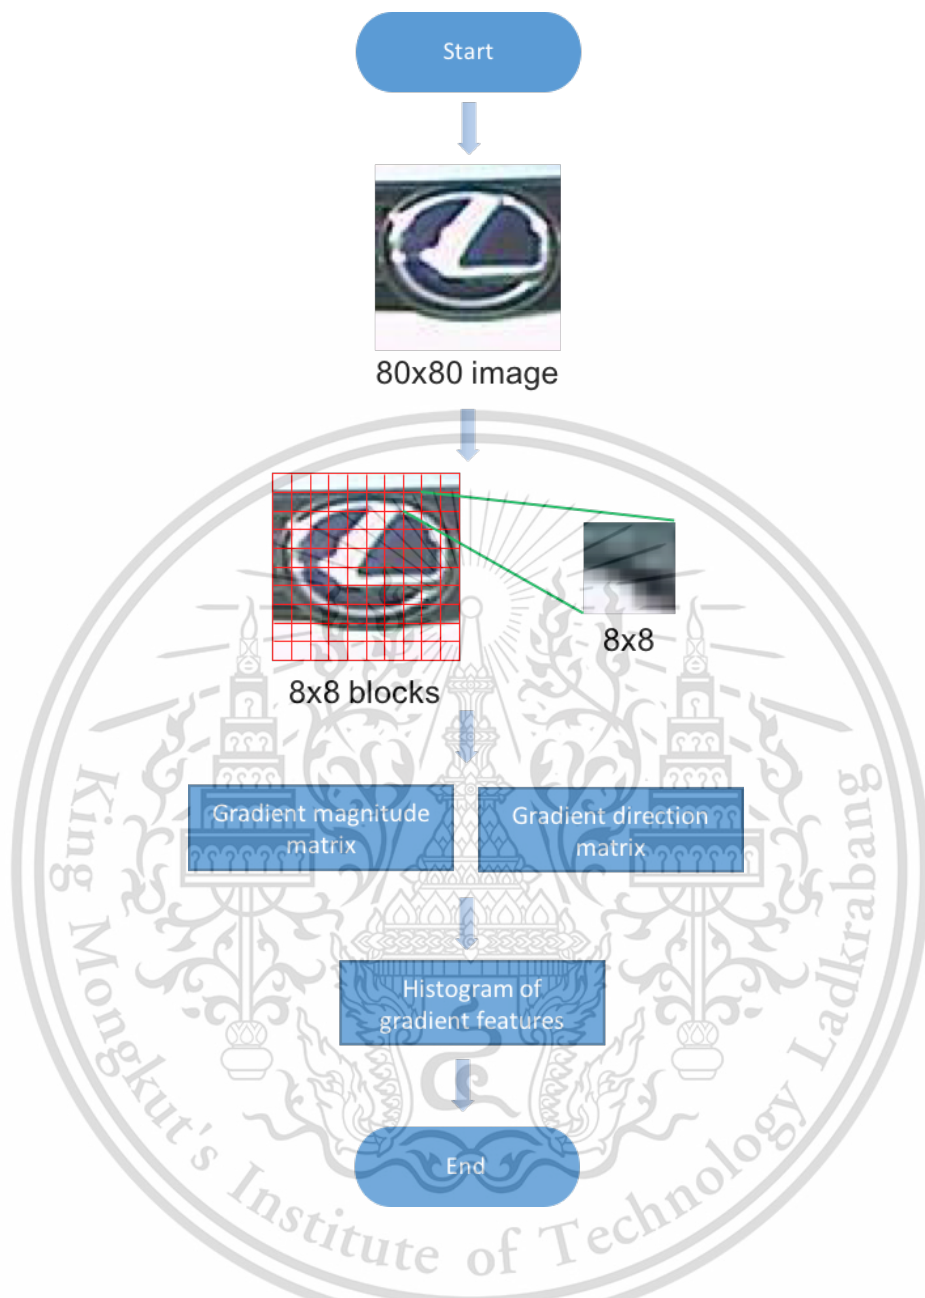 Start
80x80 image
8x8
8x8 blocks
Gradient magnitude
matrix
Gradient direction
matrix
Histogram of
gradient features
End
King Mongkut's Institute of Technology Ladkrabang